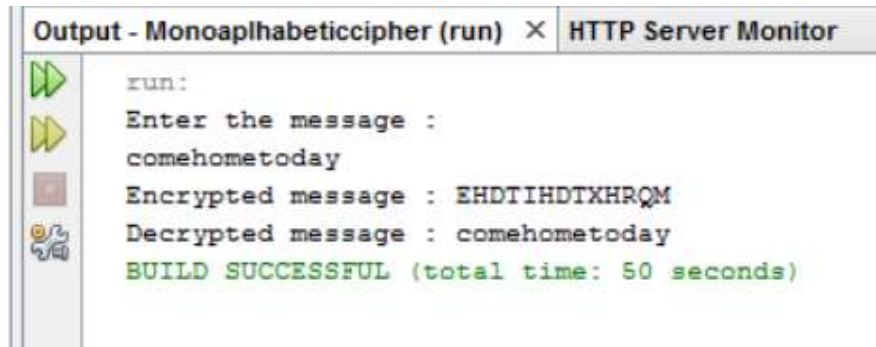 Output - Monoaplhabeticcipher (run) × HTTP Server Monitor
run:
Enter the message :
comehometoday
Encrypted message : EHDTIHDTXHRQM
Decrypted message : comehometoday
BUILD SUCCESSFUL (total time: 50 seconds)